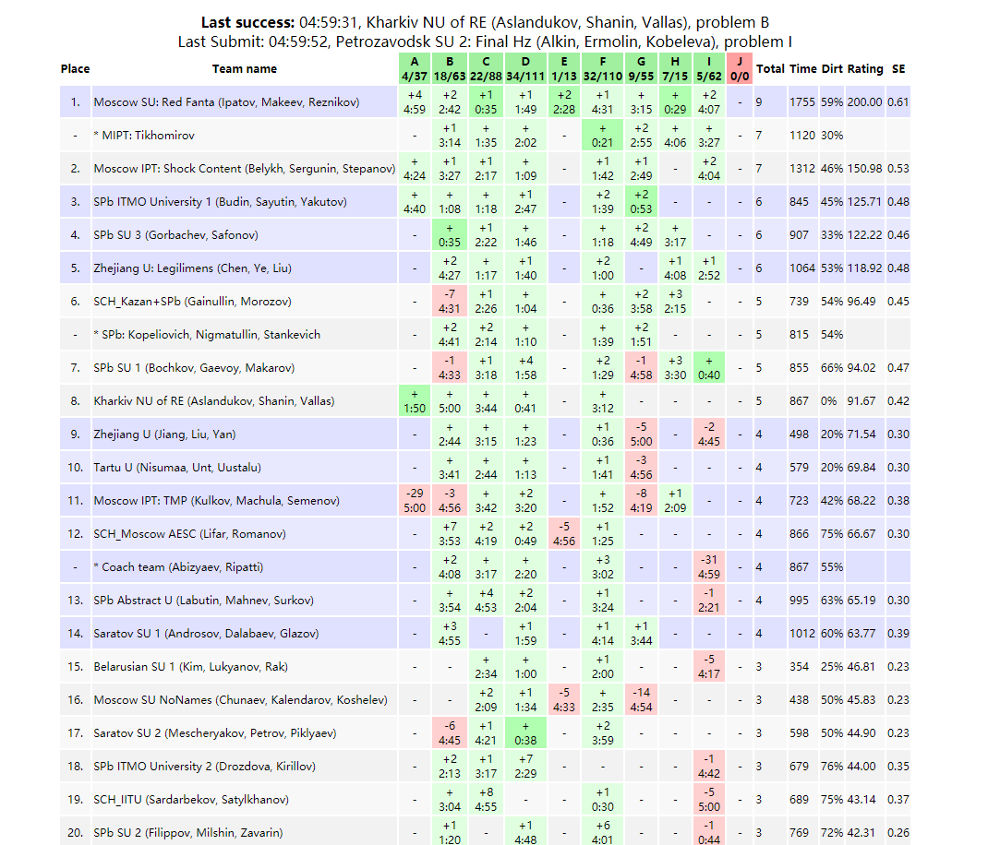 Last success: 04:59:31, Kharkiv NU of RE (Aslandukov, Shanin, Vallas), problem B
Last Submit: 04:59:52, Petrozavodsk SU 2: Final Hz (Alkin, Ermolin, Kobeleva), problem I
Place Team name A 4/37 B 18/63 C 22/88 D 34/111 E 1/13 F 32/110 G 9/55 H 7/15 I 5/62 J 0/0 Total Time Dirt Rating SE
1. Moscow SU: Red Fanta (Ipatov, Makeev, Reznikov) +4 4:59 +2 2:42 +1 0:35 +1 1:49 +2 2:28 +1 4:31 + 3:15 + 0:29 +2 4:07 - 9 1755 59% 200.00 0.61
- * MIPT: Tikhomirov - +1 3:14 + 1:35 + 2:02 - + 0:21 +2 2:55 + 4:06 + 3:27 - 7 1120 30%
2. Moscow IPT: Shock Content (Belykh, Sergunin, Stepanov) + 4:24 +1 3:27 +1 2:17 + 1:09 - +1 1:42 +1 2:49 - +2 4:04 - 7 1312 46% 150.98 0.53
3. SPb ITMO University 1 (Budin, Sayutin, Yakutov) + 4:40 + 1:08 + 1:18 +1 2:47 - +2 1:39 +2 0:53 - - - 6 845 45% 125.71 0.48
4. SPb SU 3 (Gorbachev, Safonov) - + 0:35 +1 2:22 + 1:46 - + 1:18 +2 4:49 + 3:17 - - 6 907 33% 122.22 0.46
5. Zhejiang U: Legilimens (Chen, Ye, Liu) - +2 4:27 + 1:17 +1 1:40 - +2 1:00 - +1 4:08 +1 2:52 - 6 1064 53% 118.92 0.48
6. SCH_Kazan+SPb (Gainullin, Morozov) - -7 4:31 +1 2:26 + 1:04 - + 0:36 +2 3:58 +3 2:15 - - 5 739 54% 96.49 0.45
- * SPb: Kopeliovich, Nigmatullin, Stankevich - +2 4:41 +2 2:14 + 1:10 - + 1:39 +2 1:51 - - - 5 815 54%
7. SPb SU 1 (Bochkov, Gaevoy, Makarov) - -1 4:33 +1 3:18 +4 1:58 - +2 1:29 -1 4:58 +3 3:30 + 0:40 - 5 855 66% 94.02 0.47
8. Kharkiv NU of RE (Aslandukov, Shanin, Vallas) + 1:50 + 5:00 + 3:44 + 0:41 - + 3:12 - - - - 5 867 0% 91.67 0.42
9. Zhejiang U (Jiang, Liu, Yan) - + 2:44 + 3:15 + 1:23 - +1 0:36 -5 5:00 - -2 4:45 - 4 498 20% 71.54 0.30
10. Tartu U (Nisumaa, Unt, Uustalu) - + 3:41 + 2:44 + 1:13 - +1 1:41 -3 4:56 - - - 4 579 20% 69.84 0.30
11. Moscow IPT: TMP (Kulkov, Machula, Semenov) -29 5:00 -3 4:56 + 3:42 +2 3:20 - + 1:52 -8 4:19 +1 2:09 - - 4 723 42% 68.22 0.38
12. SCH_Moscow AESC (Lifar, Romanov) - +7 3:53 +2 4:19 +2 0:49 -5 4:56 +1 1:25 - - - - 4 866 75% 66.67 0.30
- * Coach team (Abizyaev, Ripatti) - +2 4:08 + 3:17 + 2:20 - +3 3:02 - - -31 4:59 - 4 867 55%
13. SPb Abstract U (Labutin, Mahnev, Surkov) - + 3:54 +4 4:53 +2 2:04 - +1 3:24 - - -1 2:21 - 4 995 63% 65.19 0.30
14. Saratov SU 1 (Androsov, Dalabaev, Glazov) - +3 4:55 - +1 1:59 - +1 4:14 +1 3:44 - - - 4 1012 60% 63.77 0.39
15. Belarusian SU 1 (Kim, Lukyanov, Rak) - - + 2:34 + 1:00 - +1 2:00 - - -5 4:17 - 3 354 25% 46.81 0.23
16. Moscow SU NoNames (Chunaev, Kalendarov, Koshelev) - - +2 2:09 +1 1:34 -5 4:33 + 2:35 -14 4:54 - - - 3 438 50% 45.83 0.23
17. Saratov SU 2 (Mescheryakov, Petrov, Piklyaev) - -6 4:45 +1 4:21 + 0:38 - +2 3:59 - - - - 3 598 50% 44.90 0.23
18. SPb ITMO University 2 (Drozdova, Kirillov) - +2 2:13 +1 3:17 +7 2:29 - - - - -1 4:42 - 3 679 76% 44.00 0.35
19. SCH_IITU (Sardarbekov, Satylkhanov) - + 3:04 +8 4:55 - - +1 0:30 - - -5 5:00 - 3 689 75% 43.14 0.37
20. SPb SU 2 (Filippov, Milshin, Zavarin) - +1 1:20 - +1 4:48 - +6 4:01 - - -1 0:44 - 3 769 72% 42.31 0.26